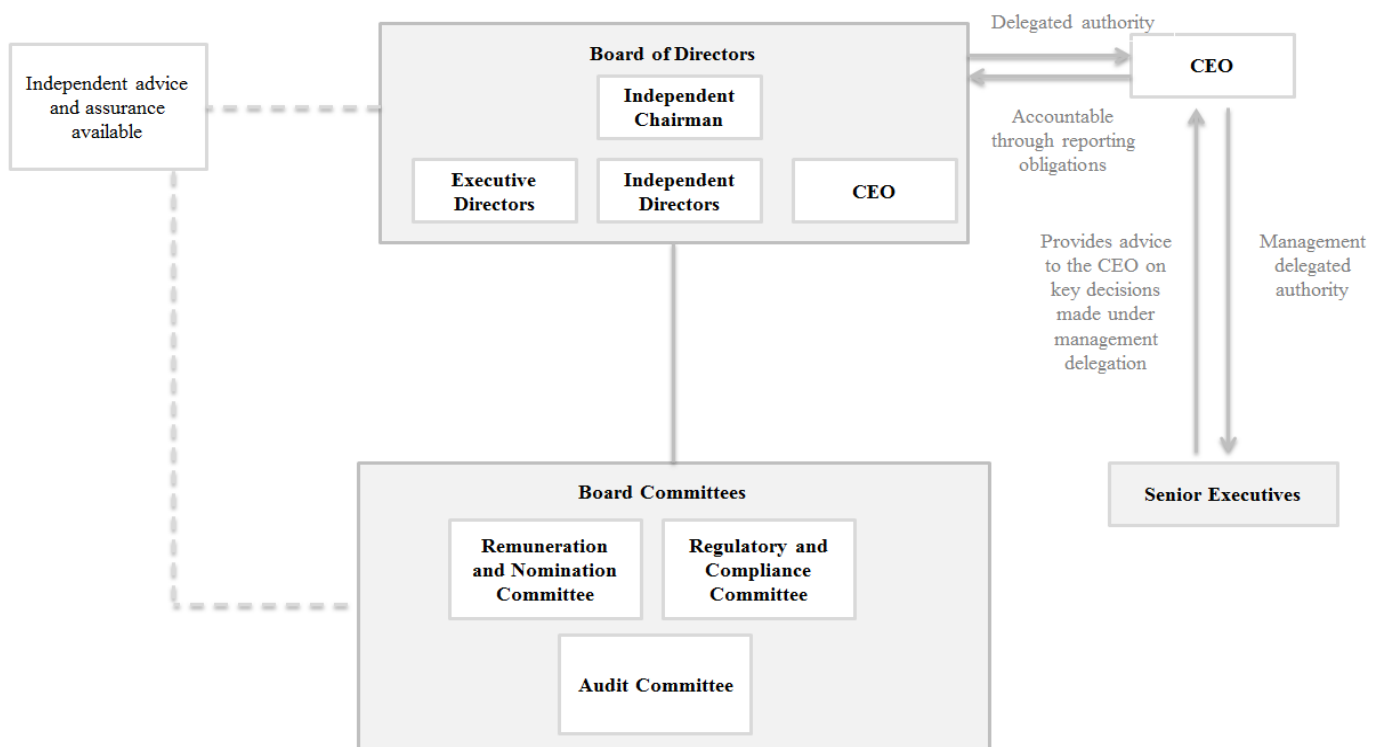 Delegated authority
Board of Directors
CEO
Independent advice
and assurance
available
Independent
Chairman
Accountable
through reporting
obligations
Executive
Directors
Independent
Directors
CEO
Provides advice
to the CEO on
key decisions
made under
management
delegation
Management
delegated
authority
Board Committees
Senior Executives
Remuneration
and Nomination
Committee
Regulatory and
Compliance
Committee
Audit Committee